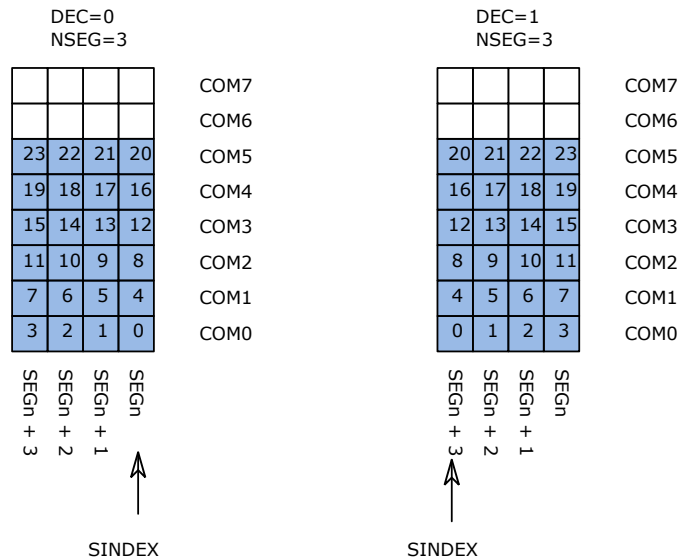 DEC=0
NSEG=3
COM7
COM6
23 22 21 20 COM5
19 18 17 16 COM4
15 14 13 12 COM3
11 10 9 8 COM2
7 6 5 4 COM1
3 2 1 0 COM0
SEGn + 3
SEGn + 2
SEGn + 1
SEGn
SINDEX
DEC=1
NSEG=3
COM7
COM6
20 21 22 23 COM5
16 17 18 19 COM4
12 13 14 15 COM3
8 9 10 11 COM2
4 5 6 7 COM1
0 1 2 3 COM0
SEGn + 3
SEGn + 2
SEGn + 1
SEGn
SINDEX